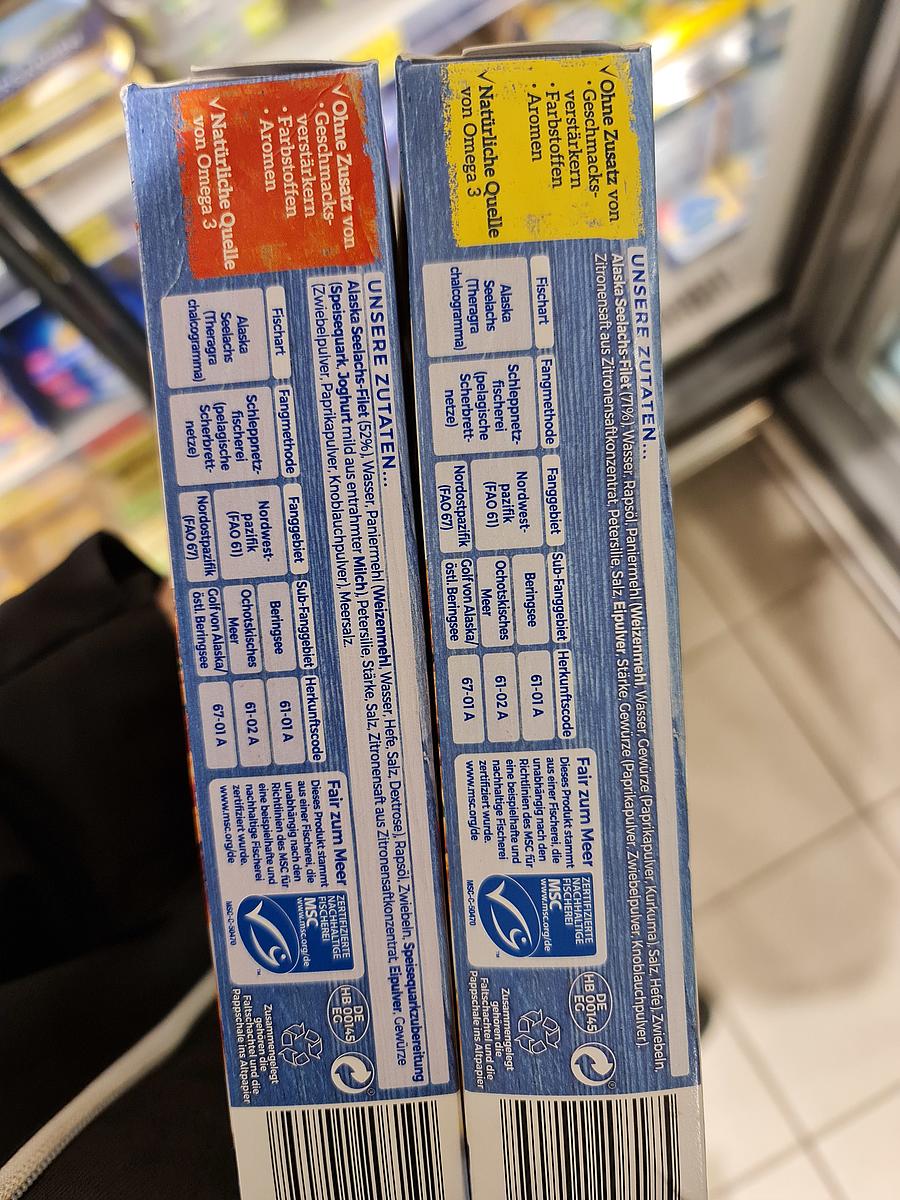 ✓ Ohne Zusatz von
• Geschmacks-
verstärkern
• Farbstoffen
• Aromen
✓ Natürliche Quelle
von Omega 3
UNSERE ZUTATEN...
Alaska Seelachs-Filet (52%), Wasser, Paniermehl (Weizenmehl, Wasser, Hefe, Salz, Dextrose), Rapsöl, Zwiebeln, Speisequarkzubereitung
(Speisequark, Joghurt mild aus entrahmter Milch), Petersilie, Stärke, Salz, Zitronensaft aus Zitronensaftkonzentrat, Eipulver, Gewürze
(Zwiebelpulver, Paprikapulver, Knoblauchpulver), Meersalz.
Fischart
Alaska
Seelachs
(Theragra
chalcogramma)
Fangmethode
Schleppnetz-
fischerei
(pelagische
Scherbrett-
netze)
Fanggebiet
Nordwest-
pazifik
(FAO 61)
Nordostpazifik
(FAO 67)
Sub-Fanggebiet
Beringsee
Ochotskisches
Meer
Golf von Alaska/
östl. Beringsee
Herkunftscode
61-01 A
61-02 A
67-01 A
Fair zum Meer
Dieses Produkt stammt
aus einer Fischerei, die
unabhängig nach den
Richtlinien des MSC für
eine beispielhafte und
nachhaltige Fischerei
zertifiziert wurde.
www.msc.org/de
ZERTIFIZIERTE
NACHHALTIGE
FISCHEREI
MSC
www.msc.org/de
TM
MSC-C-50470
DE
HB 00145
EG
Zusammengelegt
gehören die
Faltschachtel und die
Pappschale ins Altpapier
✓ Ohne Zusatz von
• Geschmacks-
verstärkern
• Farbstoffen
• Aromen
✓ Natürliche Quelle
von Omega 3
UNSERE ZUTATEN...
Alaska Seelachs-Filet (71%), Wasser, Rapsöl, Paniermehl (Weizenmehl, Wasser, Gewürze (Paprikapulver, Kurkuma), Salz, Hefe), Zwiebeln,
Zitronensaft aus Zitronensaftkonzentrat, Petersilie, Salz, Eipulver, Stärke, Gewürze (Paprikapulver, Zwiebelpulver, Knoblauchpulver).
Fischart
Alaska
Seelachs
(Theragra
chalcogramma)
Fangmethode
Schleppnetz-
fischerei
(pelagische
Scherbrett-
netze)
Fanggebiet
Nordwest-
pazifik
(FAO 61)
Nordostpazifik
(FAO 67)
Sub-Fanggebiet
Beringsee
Ochotskisches
Meer
Golf von Alaska/
östl. Beringsee
Herkunftscode
61-01 A
61-02 A
67-01 A
Fair zum Meer
Dieses Produkt stammt
aus einer Fischerei, die
unabhängig nach den
Richtlinien des MSC für
eine beispielhafte und
nachhaltige Fischerei
zertifiziert wurde.
www.msc.org/de
ZERTIFIZIERTE
NACHHALTIGE
FISCHEREI
MSC
www.msc.org/de
TM
MSC-C-50470
DE
HB 00145
EG
Zusammengelegt
gehören die
Faltschachtel und die
Pappschale ins Altpapier